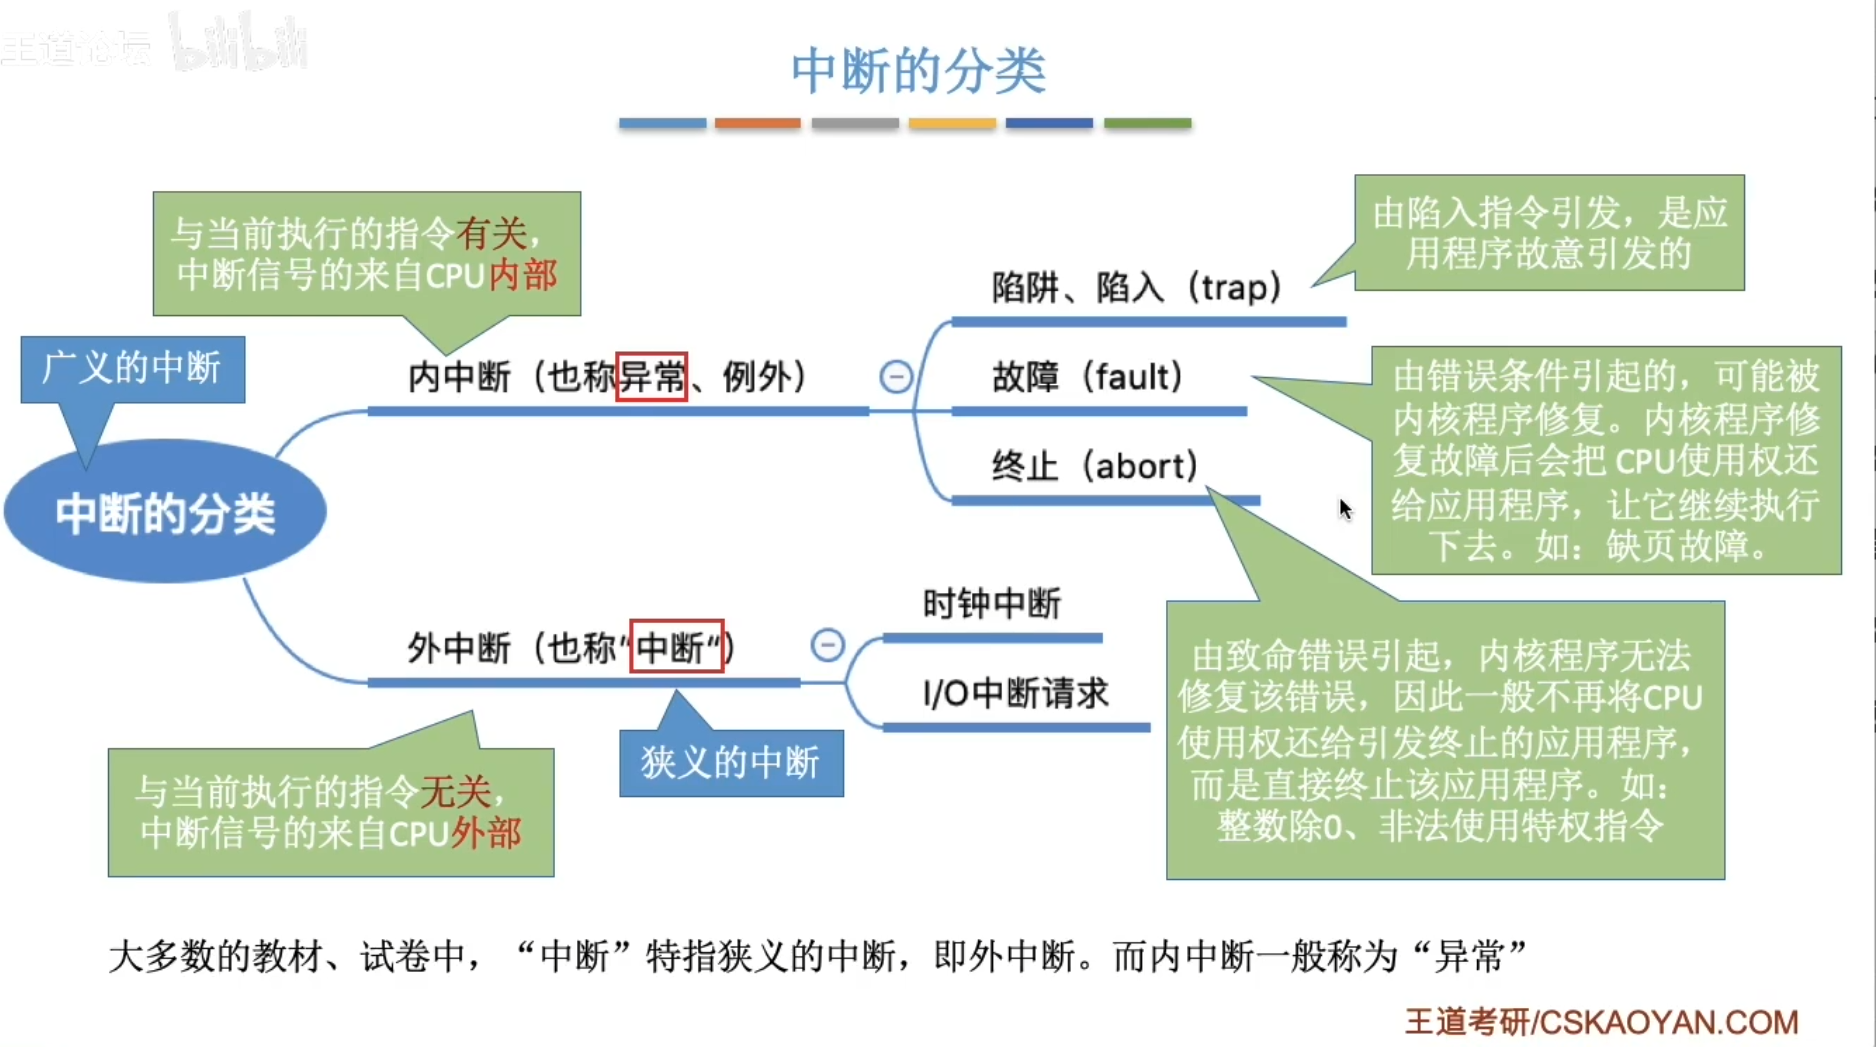 王道论坛 bilibili
中断的分类
与当前执行的指令有关,
中断信号的来自CPU内部
由陷入指令引发，是应
用程序故意引发的
陷阱、陷入（trap）
广义的中断
内中断（也称异常、例外）
故障（fault）
由错误条件引起的，可能被
内核程序修复。内核程序修
复故障后会把 CPU使用权还
给应用程序，让它继续执行
下去。如：缺页故障。
终止（abort）
中断的分类
时钟中断
外中断（也称“中断“）
I/O中断请求
由致命错误引起，内核程序无法
修复该错误，因此一般不再将CPU
使用权还给引发终止的应用程序，
而是直接终止该应用程序。如：
整数除0、非法使用特权指令
狭义的中断
与当前执行的指令无关,
中断信号的来自CPU外部
大多数的教材、试卷中，“中断”特指狭义的中断，即外中断。而内中断一般称为“异常”
王道考研/CSKAOYAN.COM